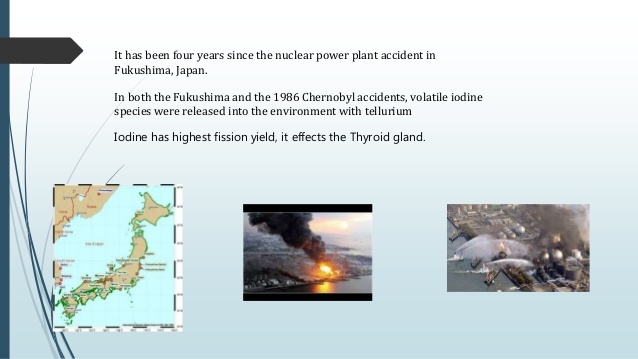 It has been four years since the nuclear power plant accident in
Fukushima, Japan.
In both the Fukushima and the 1986 Chernobyl accidents, volatile iodine
species were released into the environment with tellurium
Iodine has highest fission yield, it effects the Thyroid gland.